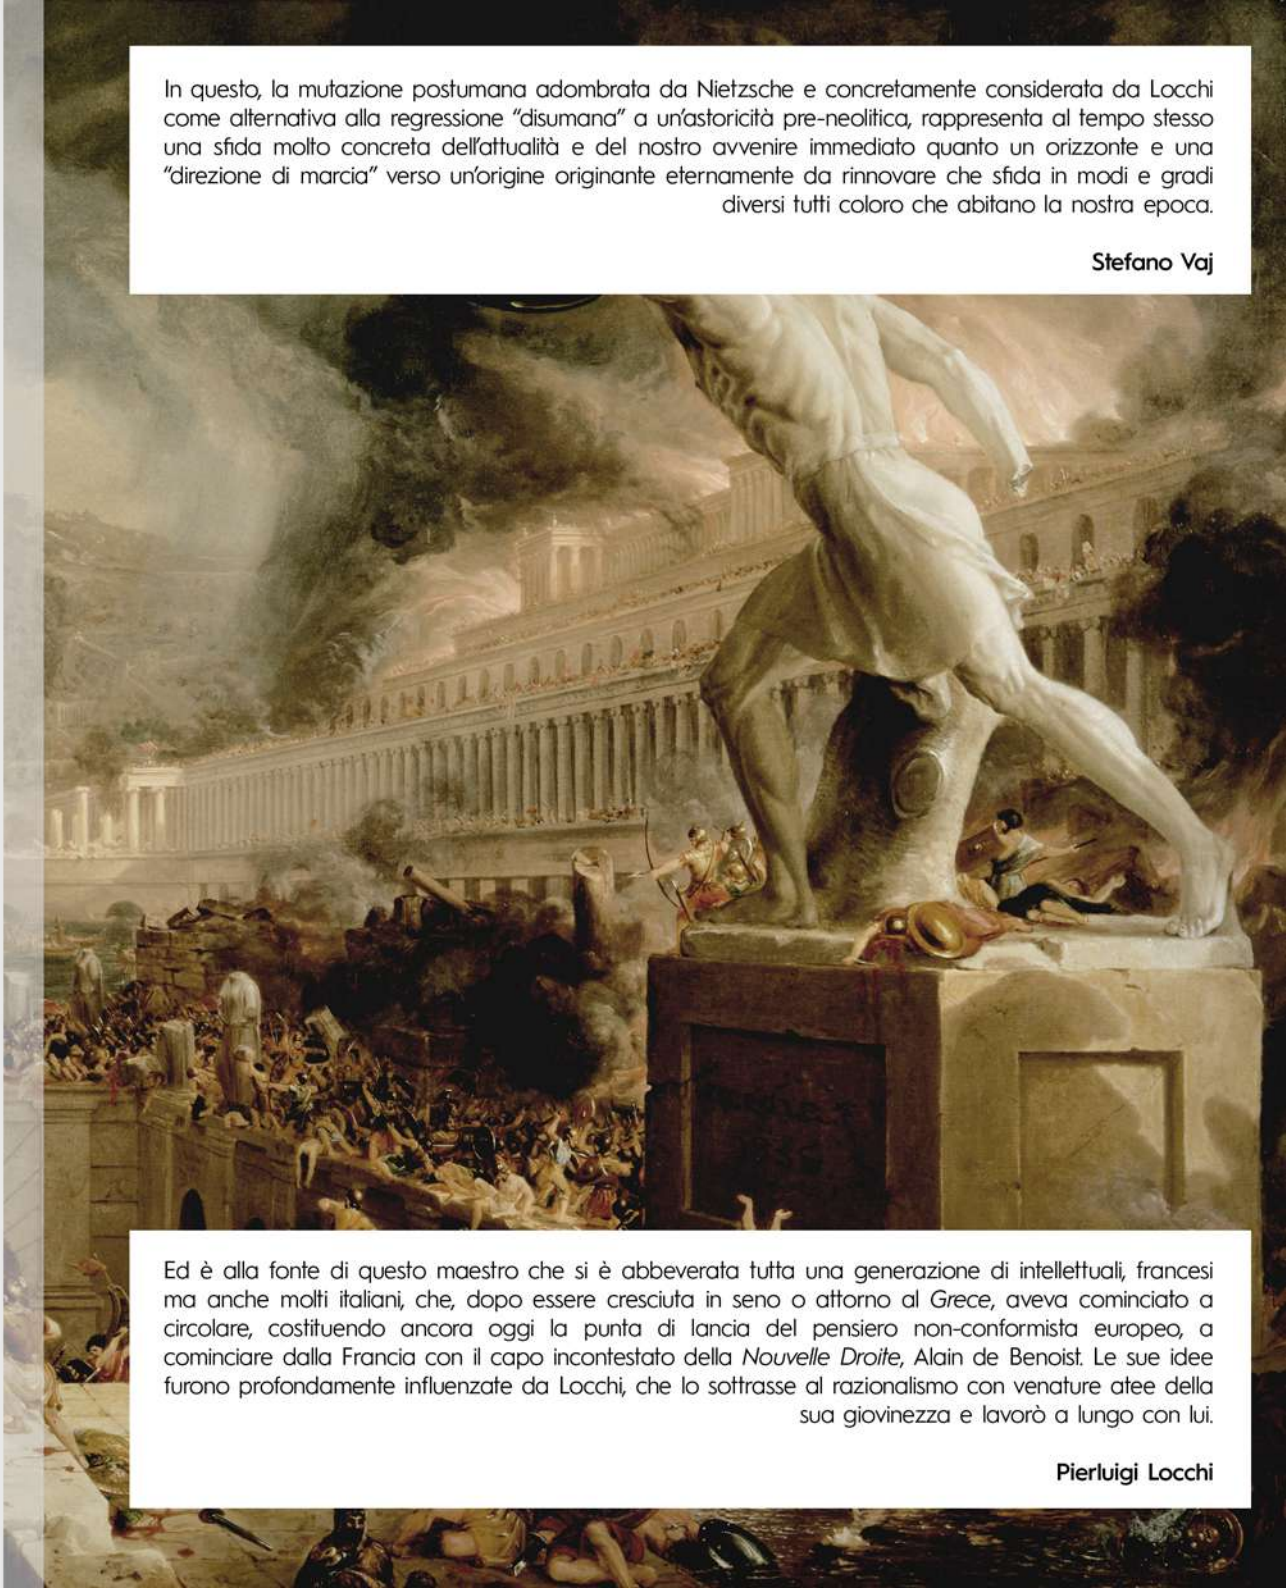 In questo, la mutazione postumana adombrata da Nietzsche e concretamente considerata da Locchi
come alternativa alla regressione “disumana” a un’astoricità pre-neolitica, rappresenta al tempo stesso
una sfida molto concreta dell’attualità e del nostro avvenire immediato quanto un orizzonte e una
“direzione di marcia” verso un’origine originante eternamente da rinnovare che sfida in modi e gradi
diversi tutti coloro che abitano la nostra epoca.
Stefano Vaj
Ed è alla fonte di questo maestro che si è abbeverata tutta una generazione di intellettuali, francesi
ma anche molti italiani, che, dopo essere cresciuta in seno o attorno al Grece, aveva cominciato a
circolare, costituendo ancora oggi la punta di lancia del pensiero non-conformista europeo, a
cominciare dalla Francia con il capo incontestato della Nouvelle Droite, Alain de Benoist. Le sue idee
furono profondamente influenzate da Locchi, che lo sottrasse al razionalismo con venature atee della
sua giovinezza e lavorò a lungo con lui.
Pierluigi Locchi